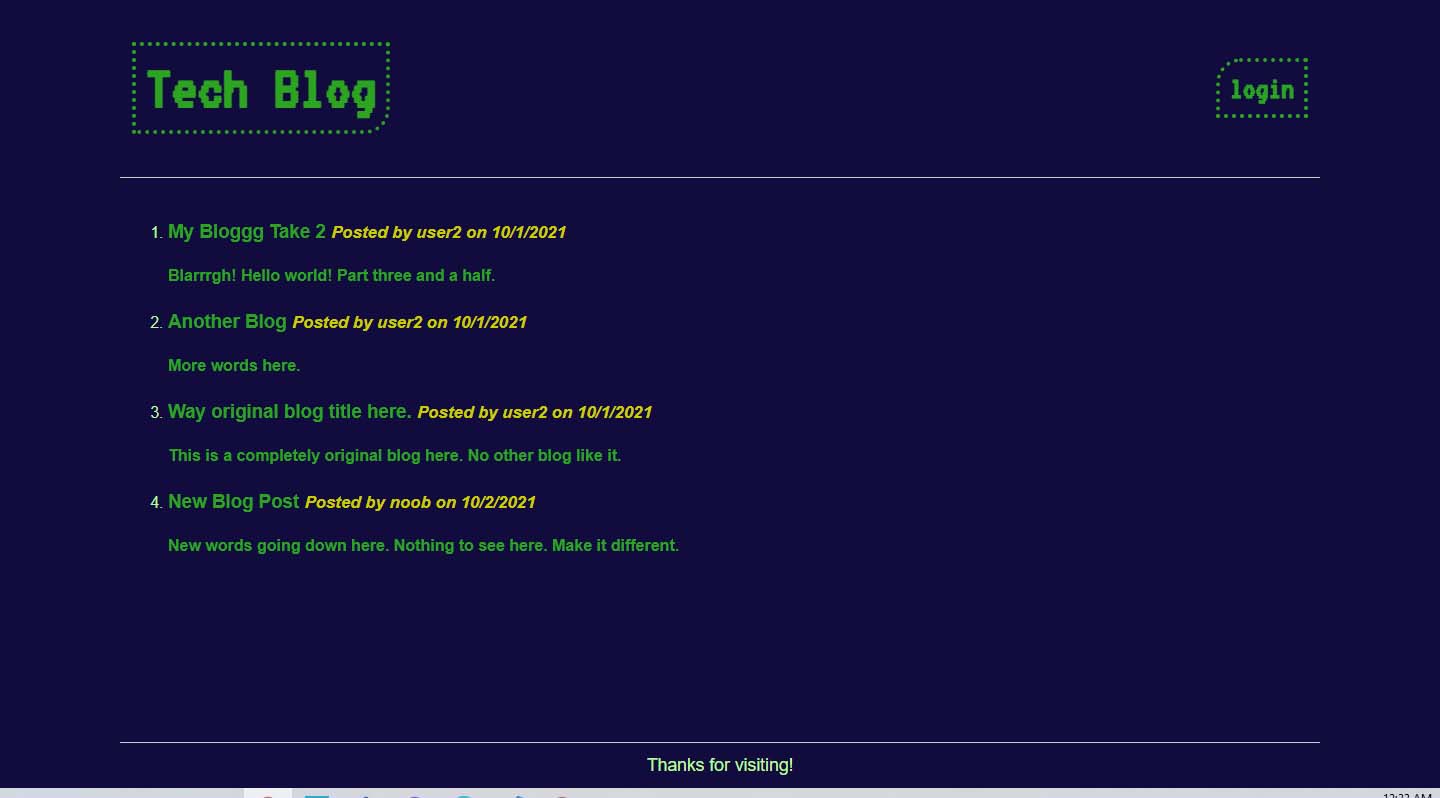 Tech Blog
login
1. My Bloggg Take 2 Posted by user2 on 10/1/2021
Blarrrgh! Hello world! Part three and a half.
2. Another Blog Posted by user2 on 10/1/2021
More words here.
3. Way original blog title here. Posted by user2 on 10/1/2021
This is a completely original blog here. No other blog like it.
4. New Blog Post Posted by noob on 10/2/2021
New words going down here. Nothing to see here. Make it different.
Thanks for visiting!